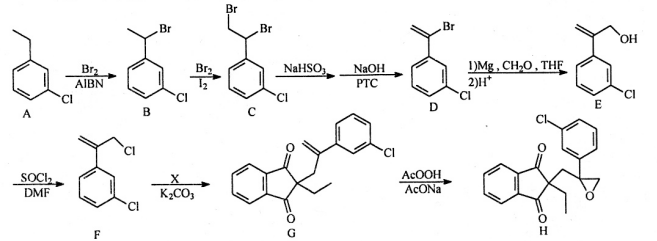 Br
Br
Br
Br
OH
Br₂
AIBN
Br₂
I₂
NaHSO₃
NaOH
PTC
1)Mg , CH₂O , THF
2)H⁺
Cl
Cl
Cl
Cl
Cl
A
B
C
D
E
Cl
Cl
O
Cl
O
SOCl₂
DMF
X
K₂CO₃
AcOOH
AcONa
Cl
O
O
O
F
G
H